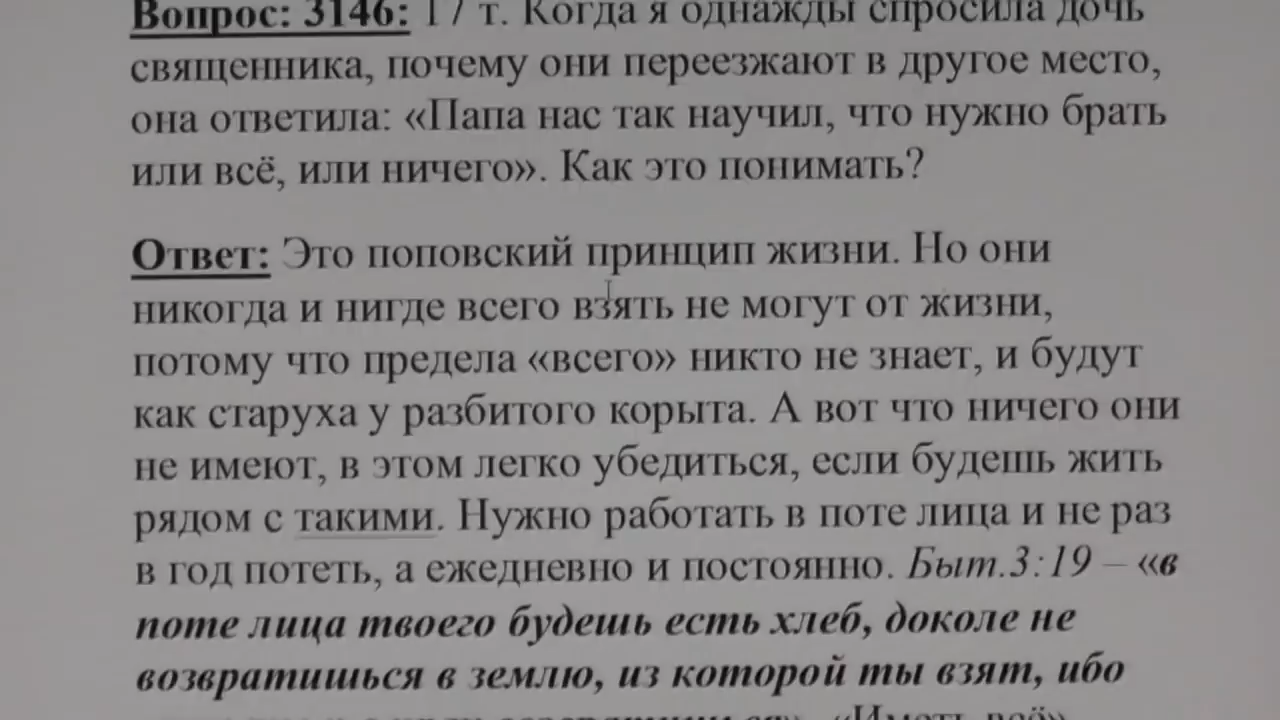 Вопрос: 3146: 17 т. Когда я однажды спросила дочь
священника, почему они переезжают в другое место,
она ответила: «Папа нас так научил, что нужно брать
или всё, или ничего». Как это понимать?
Ответ: Это поповский принцип жизни. Но они
никогда и нигде всего взять не могут от жизни,
потому что предела «всего» никто не знает, и будут
как старуха у разбитого корыта. А вот что ничего они
не имеют, в этом легко убедиться, если будешь жить
рядом с такими. Нужно работать в поте лица и не раз
в год потеть, а ежедневно и постоянно. Быт.3:19 – «в
поте лица твоего будешь есть хлеб, доколе не
возвратишься в землю, из которой ты взят, ибо
«Иметь всё»